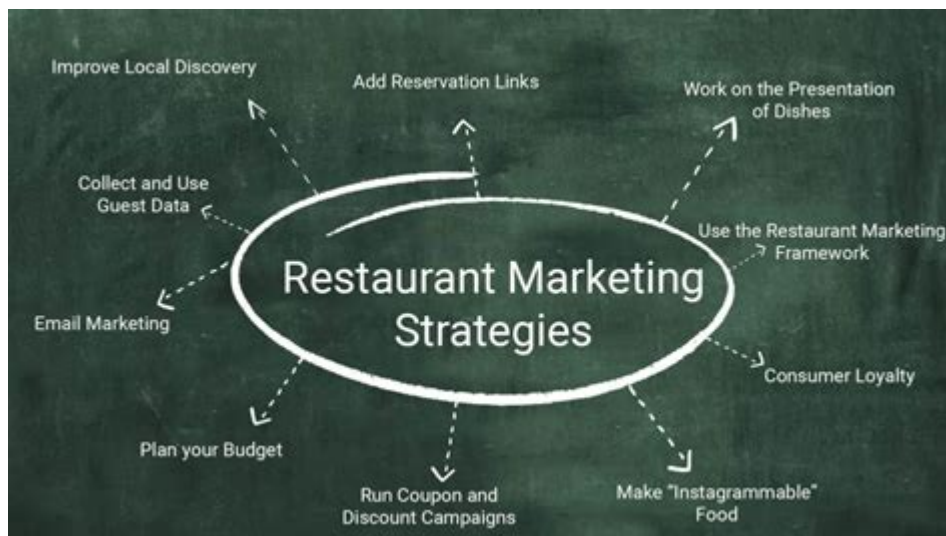 Improve Local Discovery
Add Reservation Links
Work on the Presentation
of Dishes
Collect and Use
Guest Data
Use the Restaurant Marketing
Framework
Restaurant Marketing
Strategies
Email Marketing
Consumer Loyalty
Plan your Budget
Run Coupon and
Discount Campaigns
Make "Instagrammable"
Food